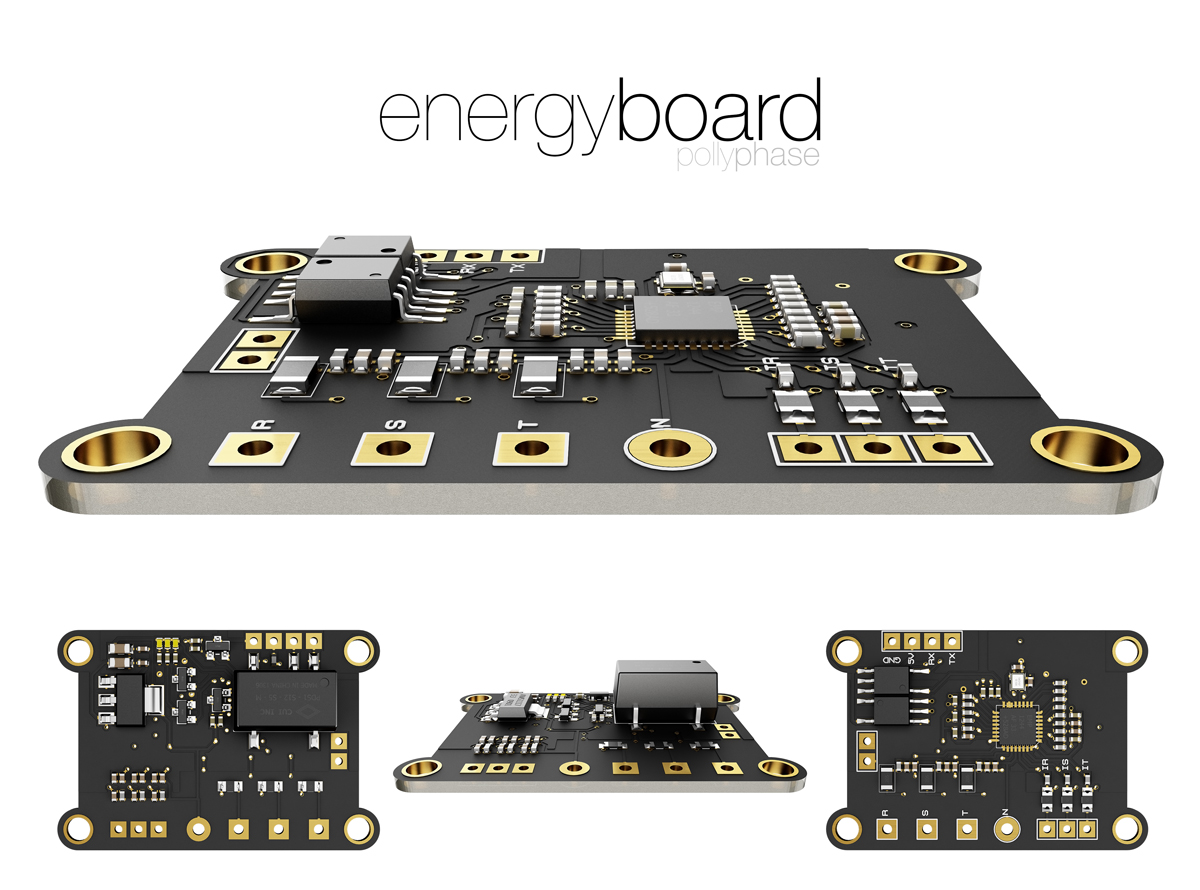 energyboard
pollyphase
RX
TX
IR
IS
IT
R
S
T
N
GND
5V
RX
TX
IR
IS
IT
R
S
T
N